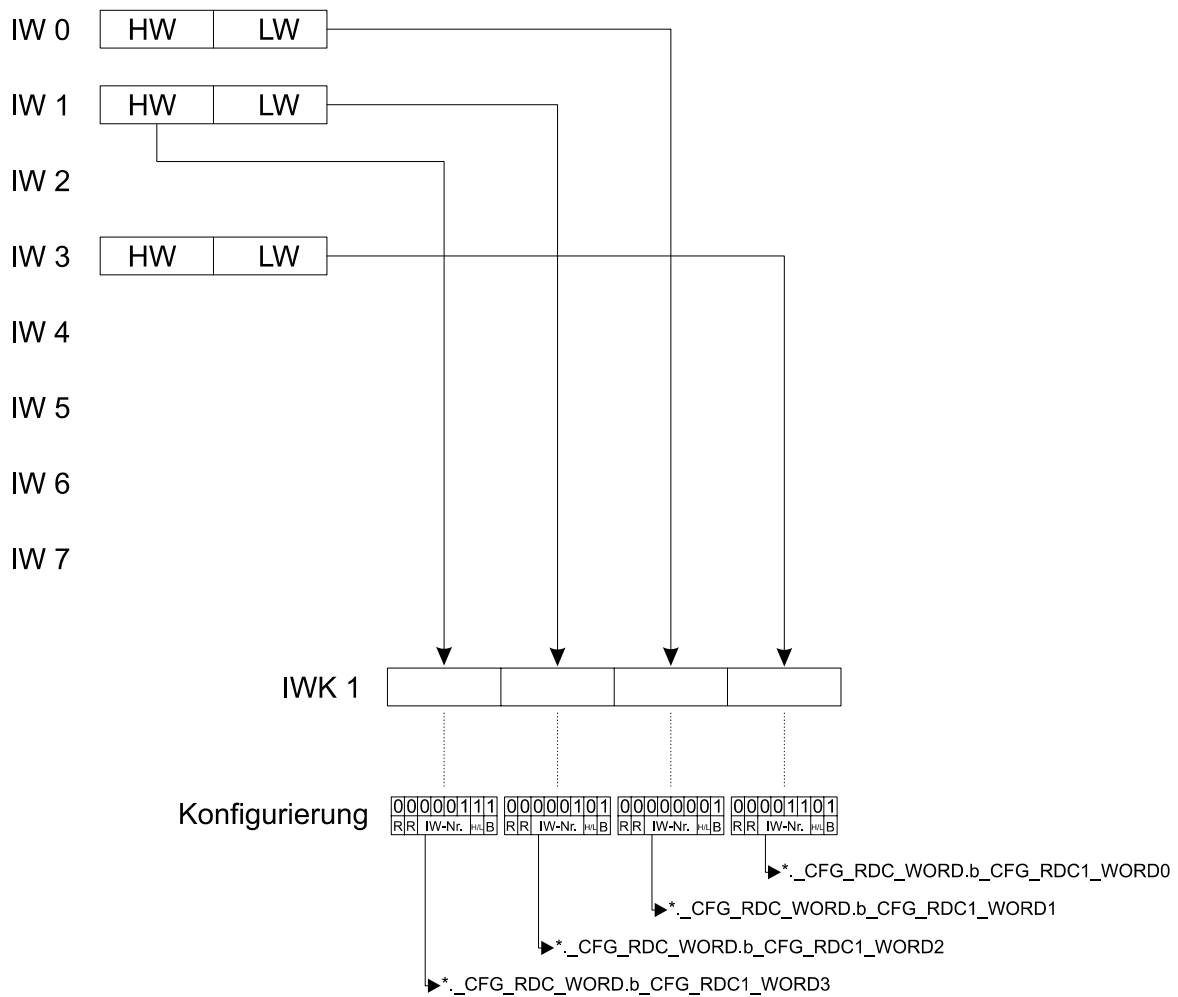 IW 0 HW LW
IW 1 HW LW
IW 2
IW 3 HW LW
IW 4
IW 5
IW 6
IW 7
IWK 1
Konfigurierung 0 0 0 0 0 1 1 1 0 0 0 0 0 1 0 1 0 0 0 0 0 0 0 1 0 0 0 0 1 1 0 1
R R IW-Nr. H/L B R R IW-Nr. H/L B R R IW-Nr. H/L B R R IW-Nr. H/L B
*._CFG_RDC_WORD.b_CFG_RDC1_WORD0
*._CFG_RDC_WORD.b_CFG_RDC1_WORD1
*._CFG_RDC_WORD.b_CFG_RDC1_WORD2
*._CFG_RDC_WORD.b_CFG_RDC1_WORD3